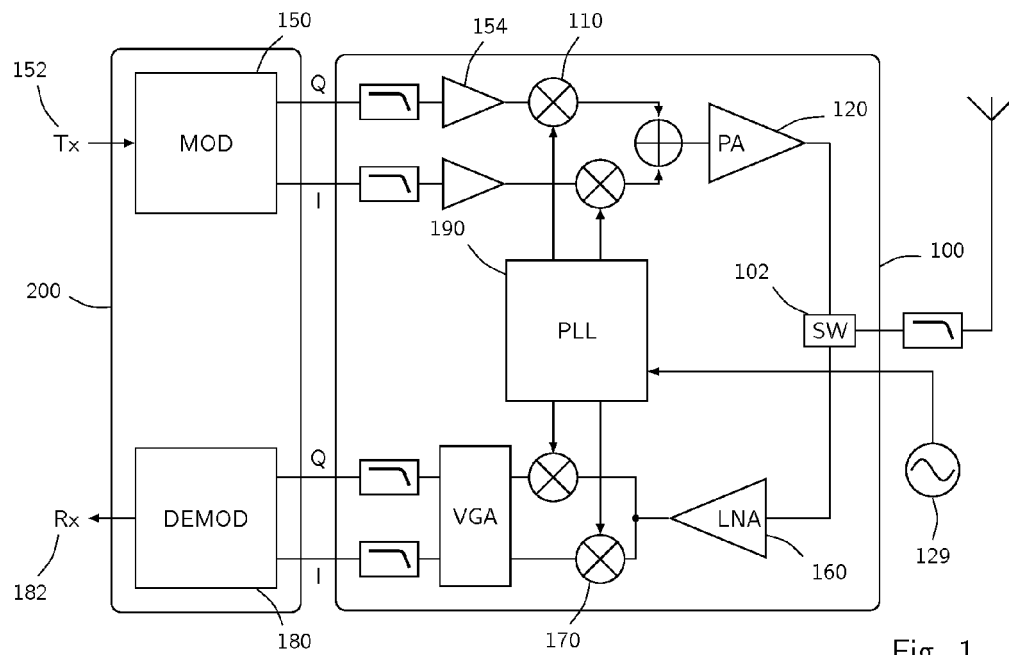 150
154
110
152
Q
120
Tx
MOD
PA
I
190
100
102
200
PLL
SW
Q
Rx
DEMOD
VGA
LNA
129
182
I
160
180
170
Fig. 1